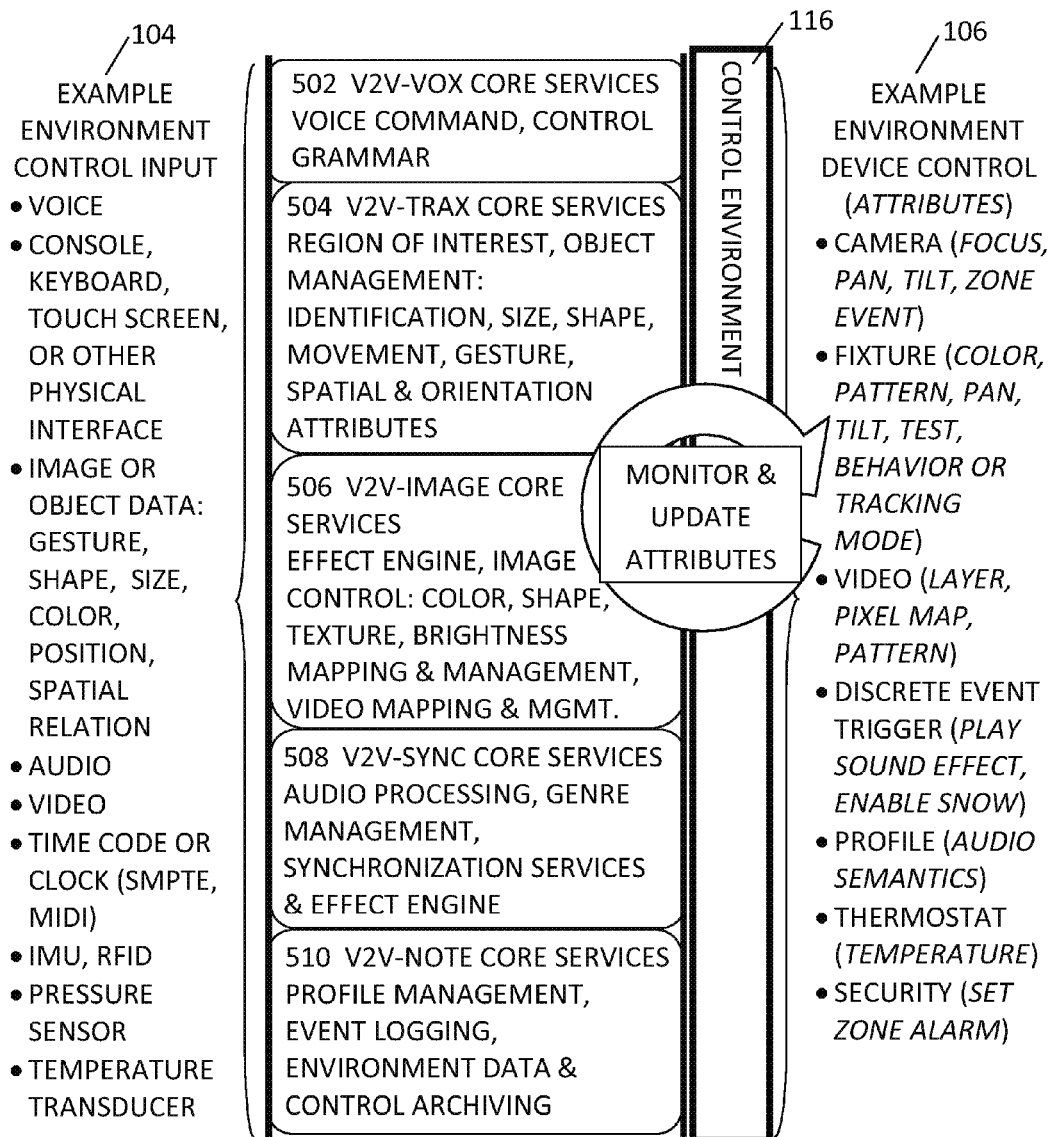 104
EXAMPLE
ENVIRONMENT
CONTROL INPUT
• VOICE
• CONSOLE,
KEYBOARD,
TOUCH SCREEN,
OR OTHER
PHYSICAL
INTERFACE
• IMAGE OR
OBJECT DATA:
GESTURE,
SHAPE, SIZE,
COLOR,
POSITION,
SPATIAL
RELATION
• AUDIO
• VIDEO
• TIME CODE OR
CLOCK (SMPTE,
MIDI)
• IMU, RFID
• PRESSURE
SENSOR
• TEMPERATURE
TRANSDUCER
502 V2V-VOX CORE SERVICES
VOICE COMMAND, CONTROL
GRAMMAR
504 V2V-TRAX CORE SERVICES
REGION OF INTEREST, OBJECT
MANAGEMENT:
IDENTIFICATION, SIZE, SHAPE,
MOVEMENT, GESTURE,
SPATIAL & ORIENTATION
ATTRIBUTES
506 V2V-IMAGE CORE
SERVICES
EFFECT ENGINE, IMAGE
CONTROL: COLOR, SHAPE,
TEXTURE, BRIGHTNESS
MAPPING & MANAGEMENT,
VIDEO MAPPING & MGMT.
508 V2V-SYNC CORE SERVICES
AUDIO PROCESSING, GENRE
MANAGEMENT,
SYNCHRONIZATION SERVICES
& EFFECT ENGINE
510 V2V-NOTE CORE SERVICES
PROFILE MANAGEMENT,
EVENT LOGGING,
ENVIRONMENT DATA &
CONTROL ARCHIVING
116
CONTROL ENVIRONMENT
MONITOR &
UPDATE
ATTRIBUTES
106
EXAMPLE
ENVIRONMENT
DEVICE CONTROL
(ATTRIBUTES)
• CAMERA (FOCUS,
PAN, TILT, ZONE
EVENT)
• FIXTURE (COLOR,
PATTERN, PAN,
TILT, TEST,
BEHAVIOR OR
TRACKING
MODE)
• VIDEO (LAYER,
PIXEL MAP,
PATTERN)
• DISCRETE EVENT
TRIGGER (PLAY
SOUND EFFECT,
ENABLE SNOW)
• PROFILE (AUDIO
SEMANTICS)
• THERMOSTAT
(TEMPERATURE)
• SECURITY (SET
ZONE ALARM)